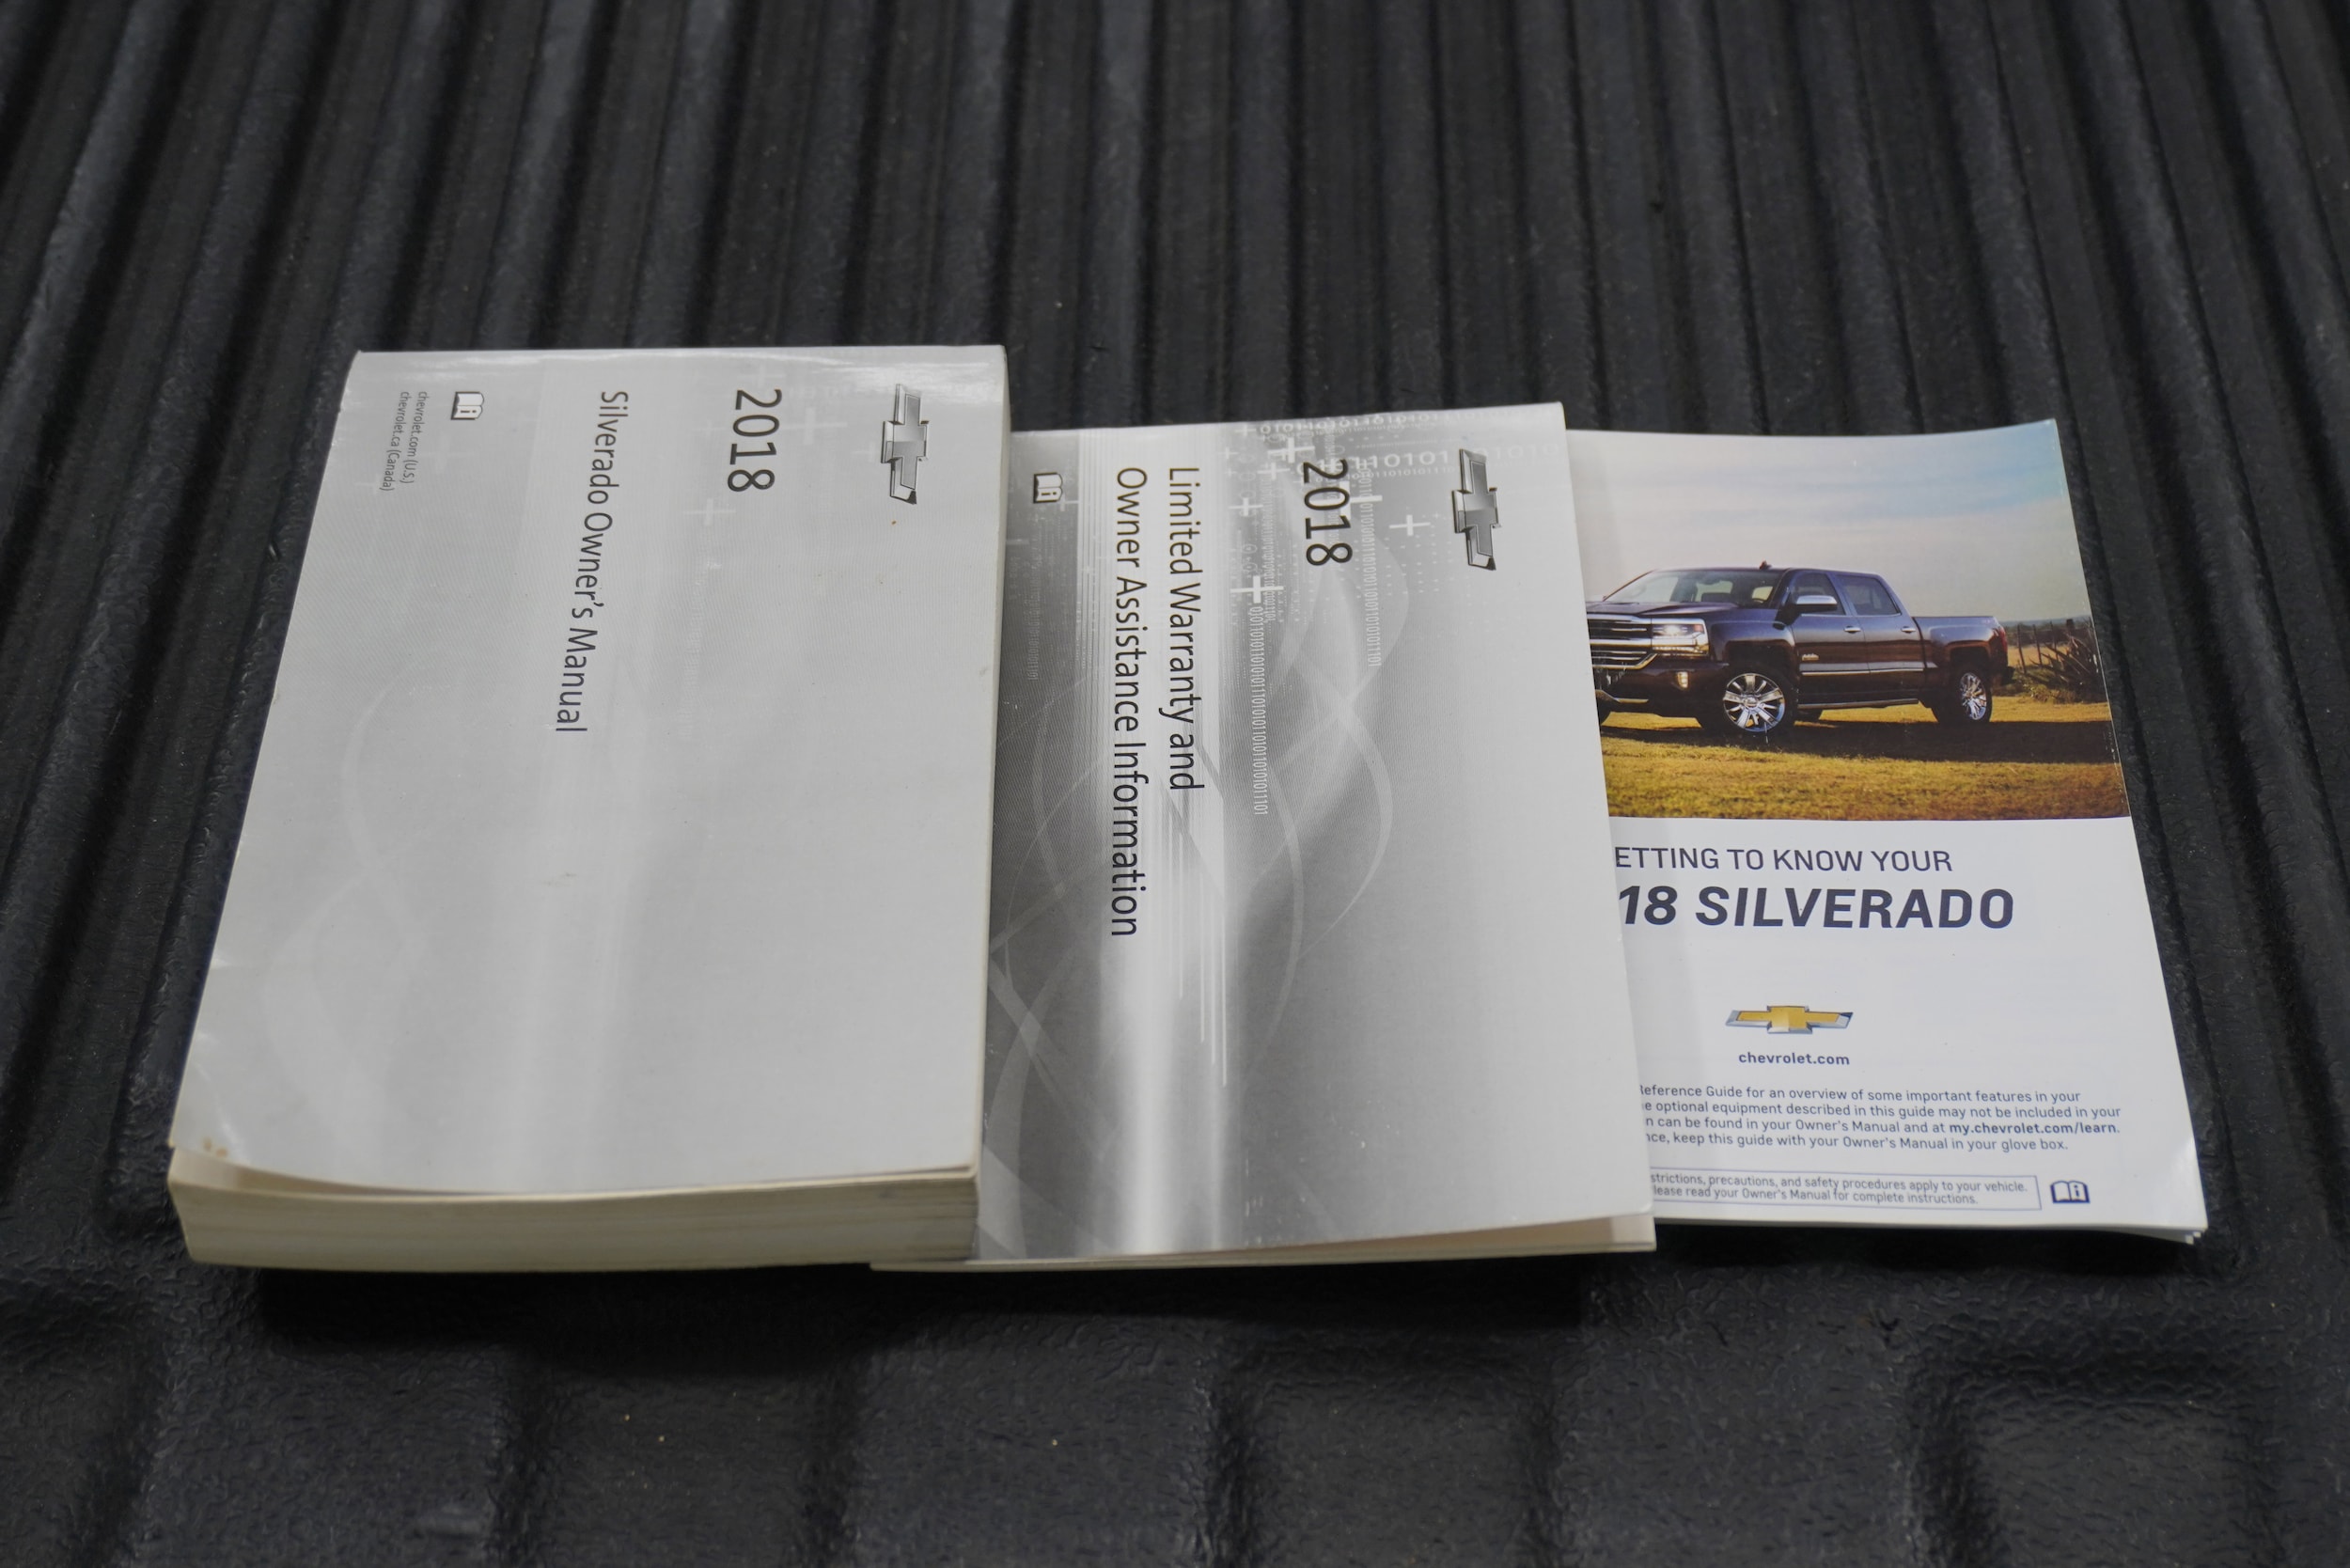 2018
Silverado Owner's Manual
chevrolet.com (U.S.)
chevrolet.ca (Canada)
2018
Limited Warranty and
Owner Assistance Information
ETTING TO KNOW YOUR
18 SILVERADO
chevrolet.com
Reference Guide for an overview of some important features in your
e optional equipment described in this guide may not be included in your
n can be found in your Owner's Manual and at my.chevrolet.com/learn.
nce, keep this guide with your Owner's Manual in your glove box.
strictions, precautions, and safety procedures apply to your vehicle.
lease read your Owner's Manual for complete instructions.